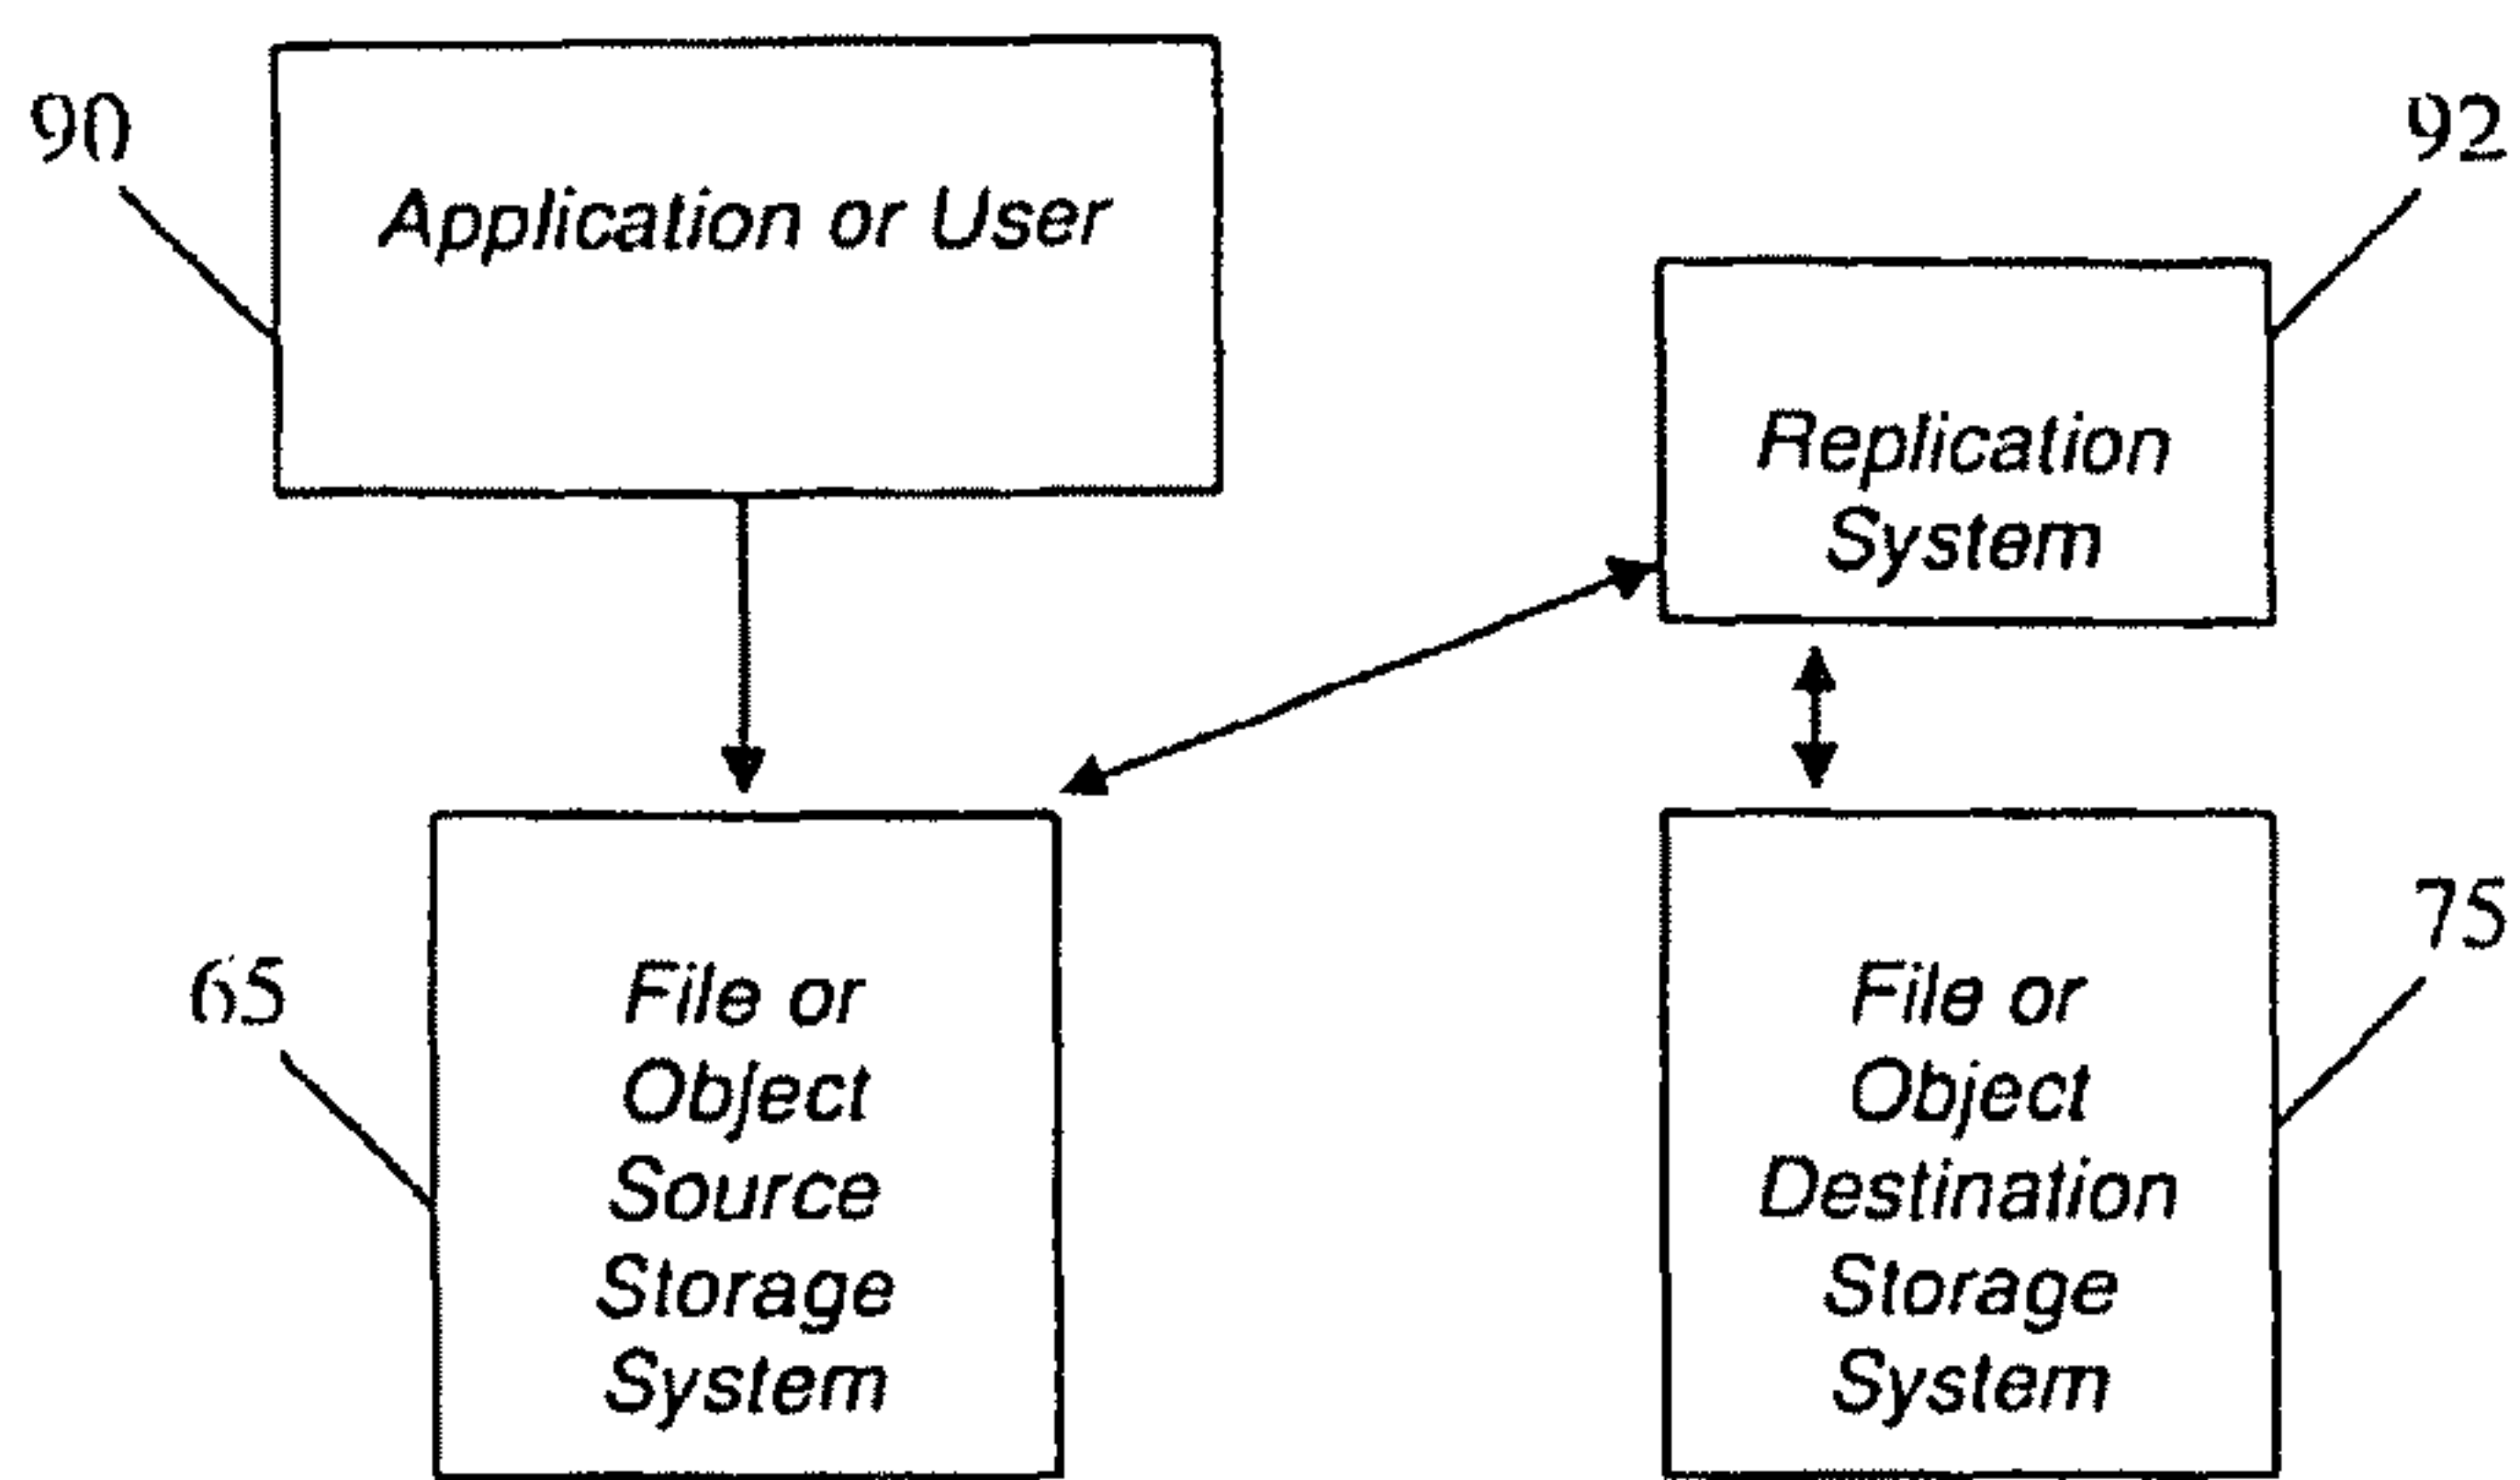 90
Application or User
92
Replication
System
65
File or
Object
Source
Storage
System
75
File or
Object
Destination
Storage
System